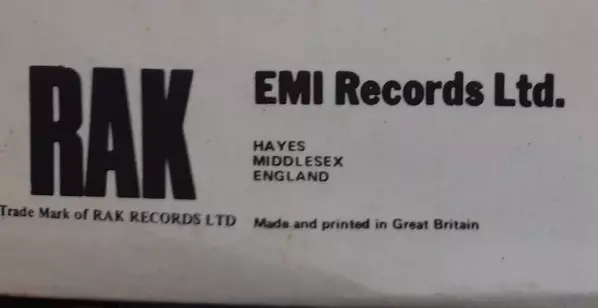 RAK
Trade Mark of RAK RECORDS LTD
EMI Records Ltd.
HAYES
MIDDLESEX
ENGLAND
Made and printed in Great Britain